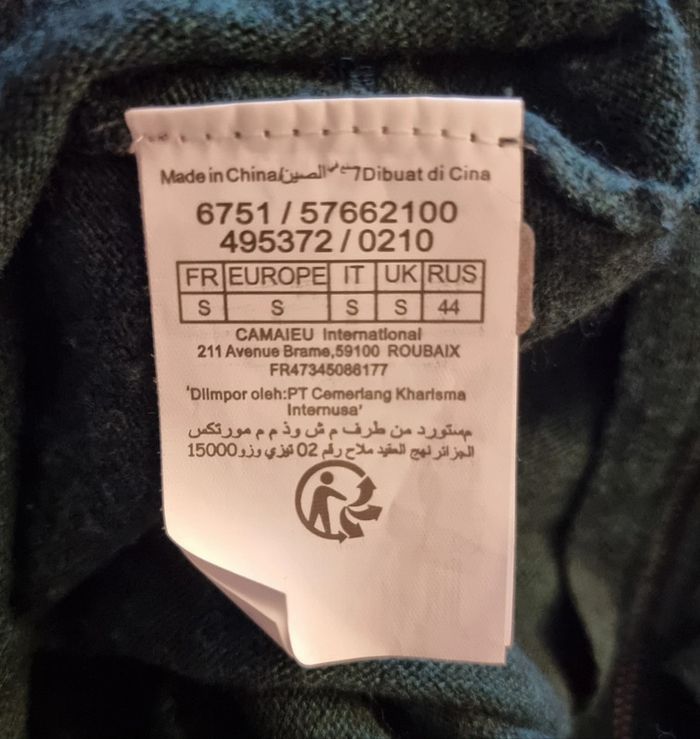 Made in China/صنع في الصين/Dibuat di Cina
6751 / 57662100
495372 / 0210
FR EUROPE IT UK RUS
S S S S 44
CAMAIEU International
211 Avenue Brame,59100 ROUBAIX
FR47345086177
'Diimpor oleh:PT Cemerlang Kharisma
Internusa'
مستورد من طرف م ش وذ م م مورتكس
الجزائر نهج العقيد ملاح رقم 02 تيزي وزو 15000